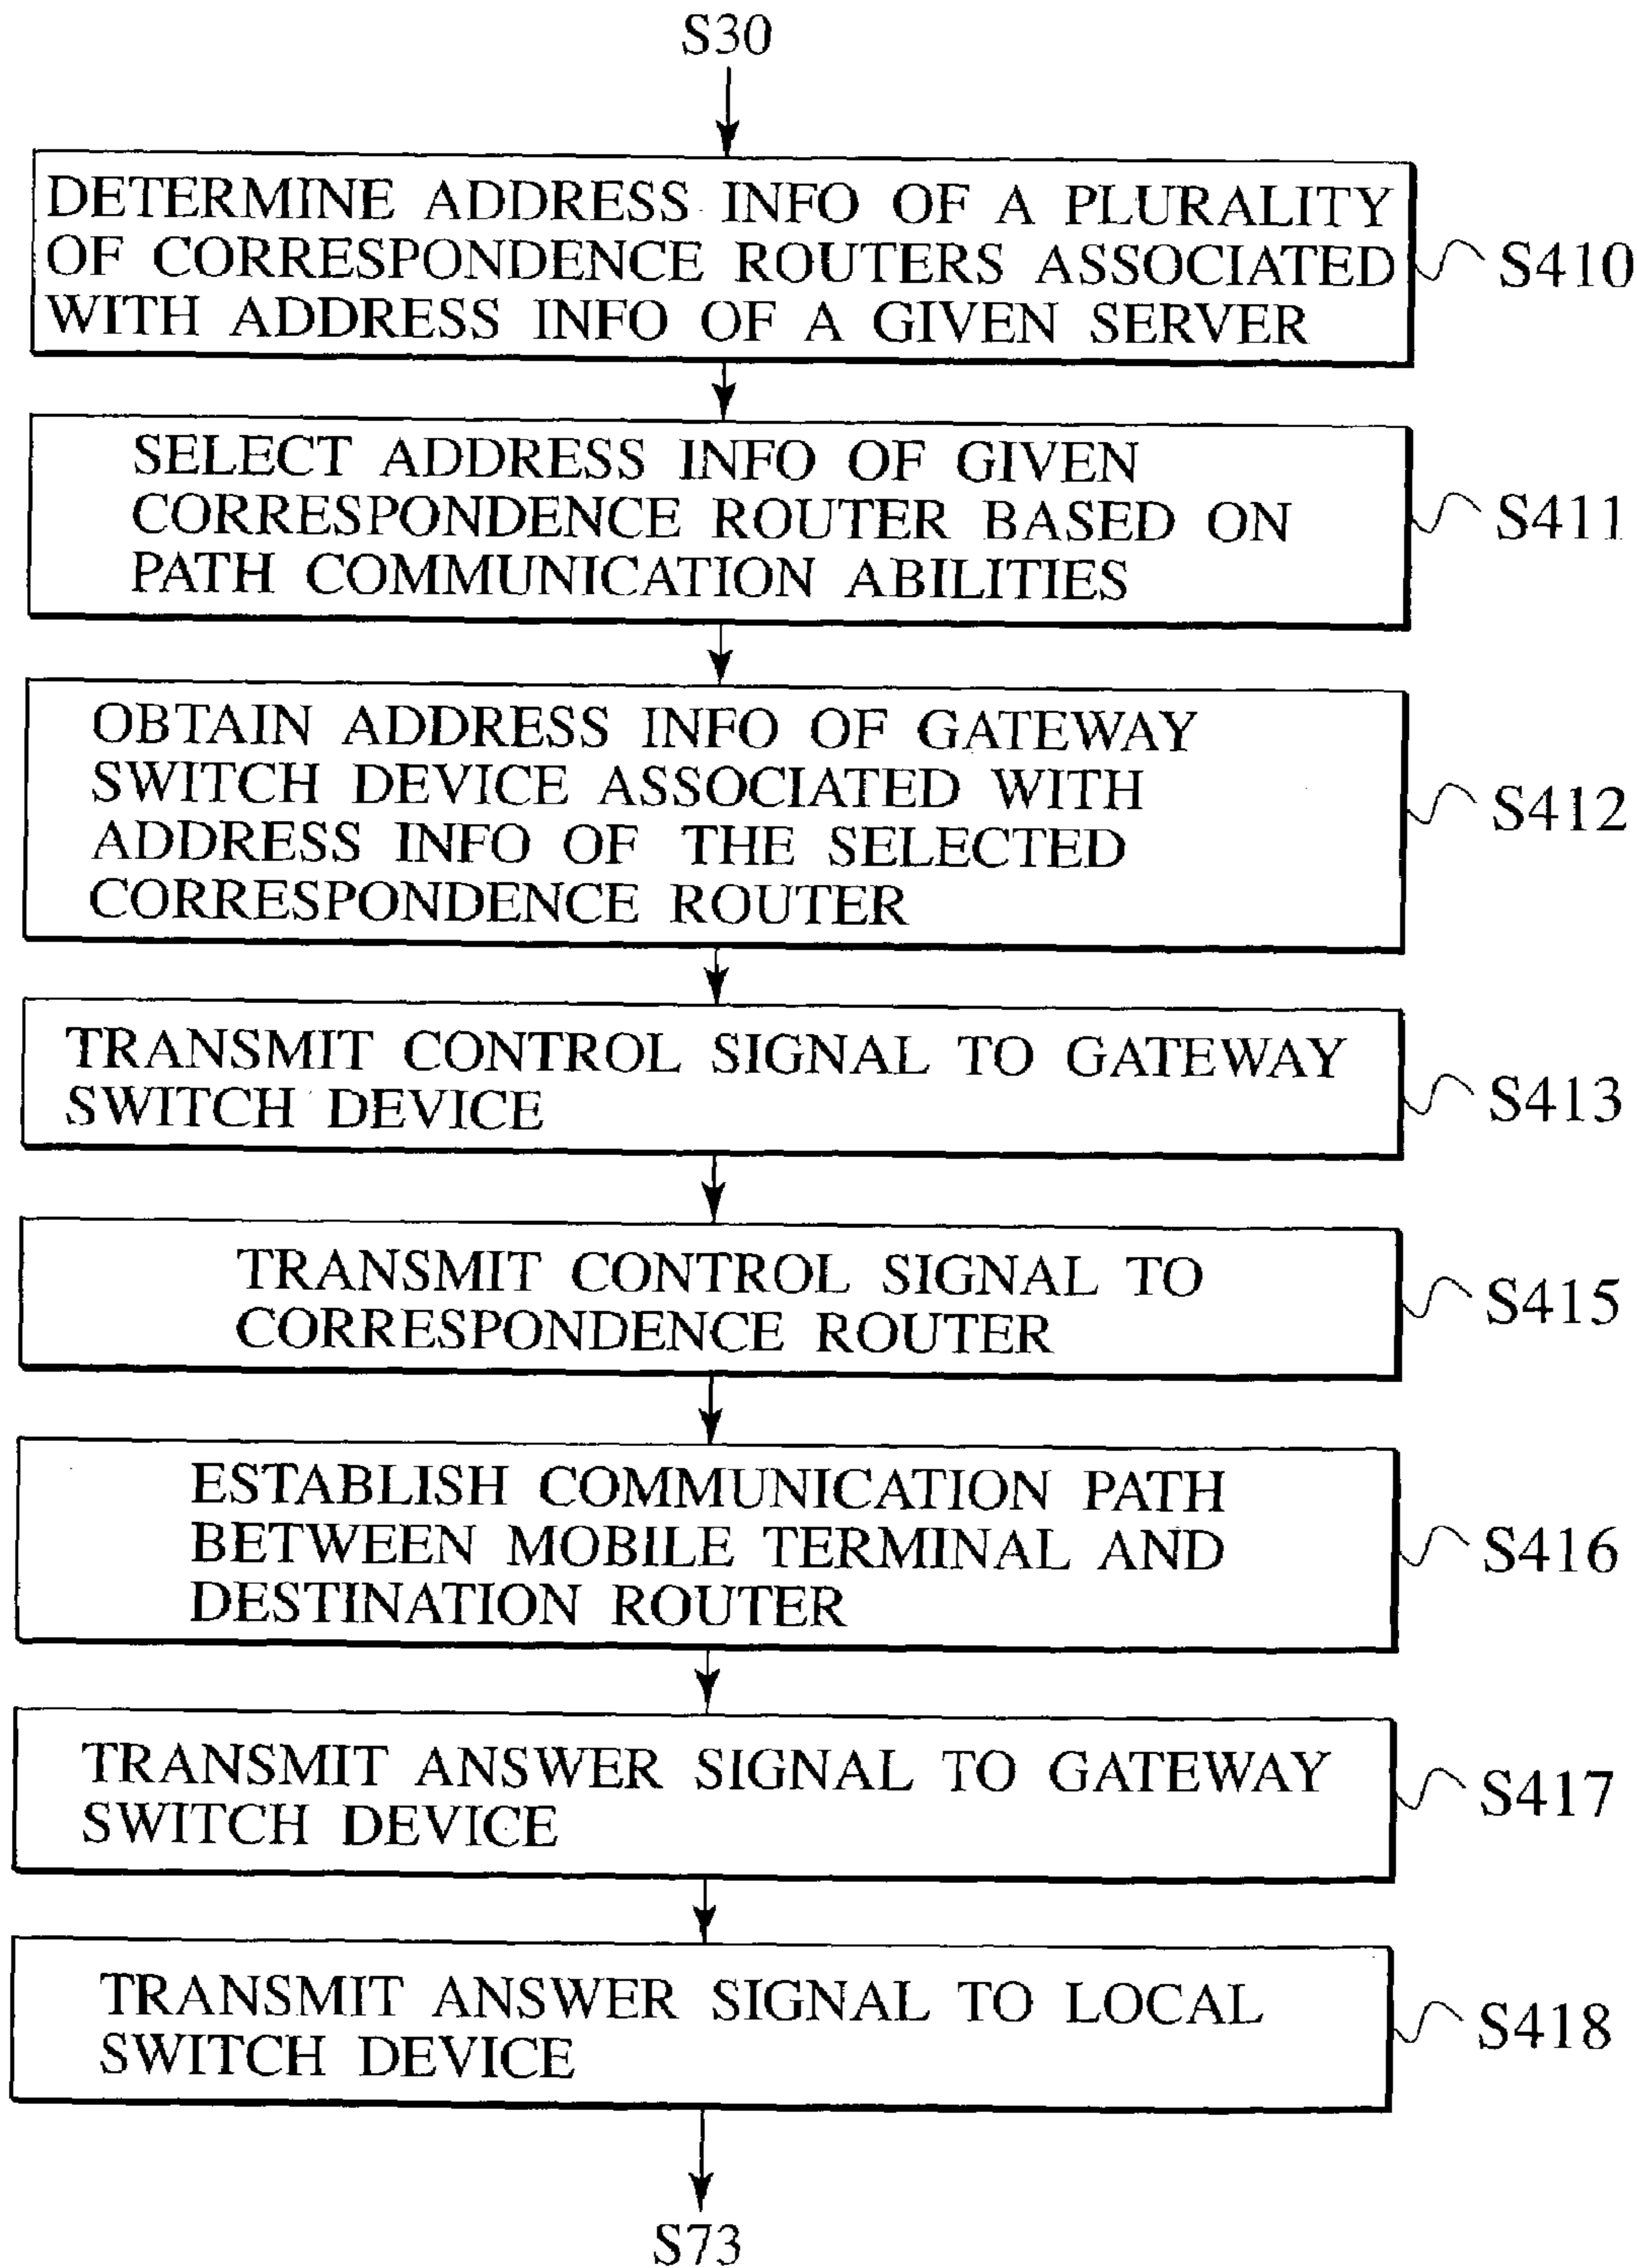 S30
DETERMINE ADDRESS INFO OF A PLURALITY
OF CORRESPONDENCE ROUTERS ASSOCIATED
WITH ADDRESS INFO OF A GIVEN SERVER
S410
SELECT ADDRESS INFO OF GIVEN
CORRESPONDENCE ROUTER BASED ON
PATH COMMUNICATION ABILITIES
S411
OBTAIN ADDRESS INFO OF GATEWAY
SWITCH DEVICE ASSOCIATED WITH
ADDRESS INFO OF THE SELECTED
CORRESPONDENCE ROUTER
S412
TRANSMIT CONTROL SIGNAL TO GATEWAY
SWITCH DEVICE
S413
TRANSMIT CONTROL SIGNAL TO
CORRESPONDENCE ROUTER
S415
ESTABLISH COMMUNICATION PATH
BETWEEN MOBILE TERMINAL AND
DESTINATION ROUTER
S416
TRANSMIT ANSWER SIGNAL TO GATEWAY
SWITCH DEVICE
S417
TRANSMIT ANSWER SIGNAL TO LOCAL
SWITCH DEVICE
S418
S73